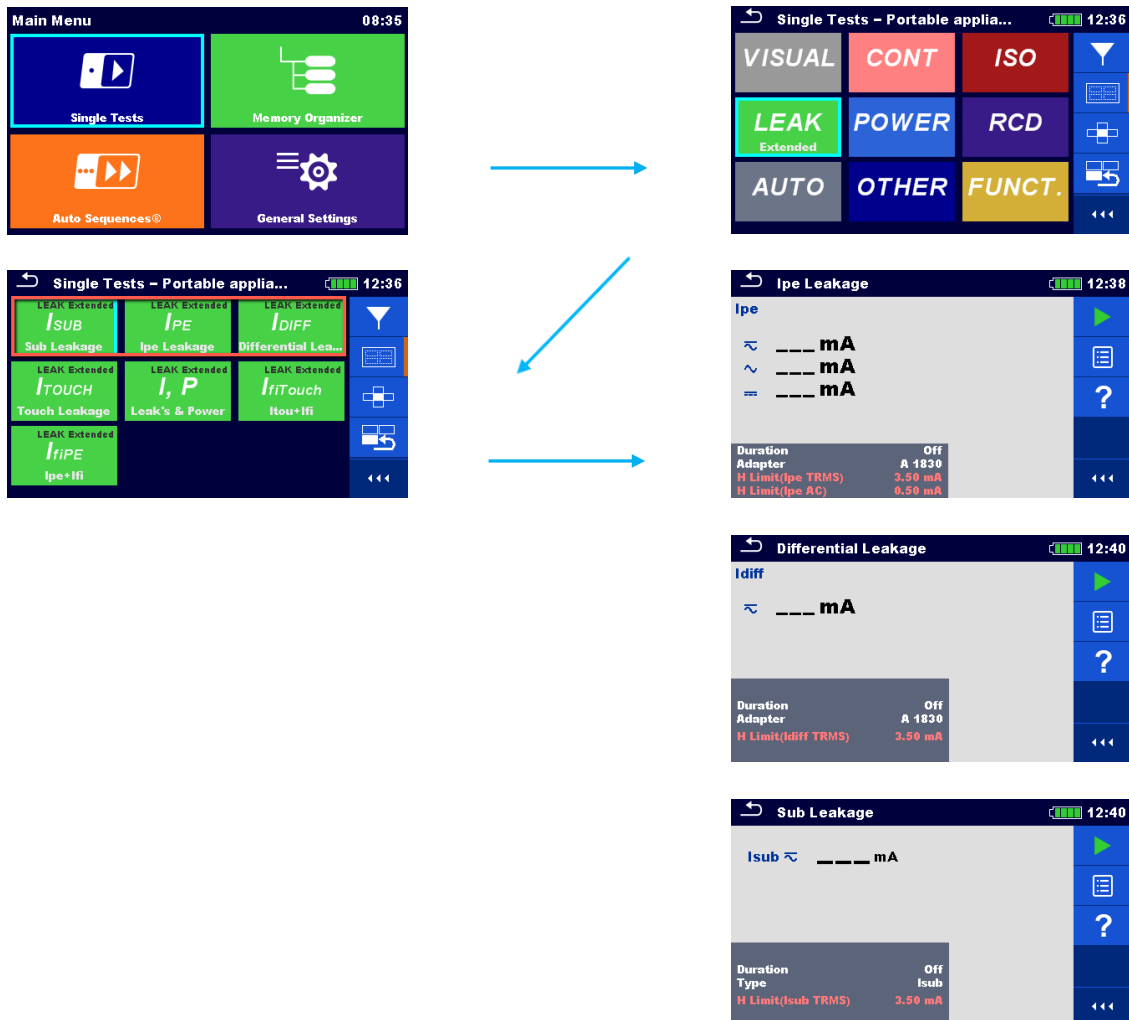 Main Menu 08:35
Single Tests Memory Organizer
Auto Sequences® General Settings
Single Tests – Portable applia... 12:36
VISUAL CONT ISO
LEAK POWER RCD
Extended
AUTO OTHER FUNCT.
Single Tests – Portable applia... 12:36
LEAK Extended LEAK Extended LEAK Extended
ISUB IPE IDIFF
Sub Leakage Ipe Leakage Differential Lea...
LEAK Extended LEAK Extended LEAK Extended
ITOUCH I, P IfiTouch
Touch Leakage Leak's & Power Itou+Ifi
LEAK Extended
IfiPE
Ipe+Ifi
Ipe Leakage 12:38
Ipe
___ mA
___ mA
___ mA
?
Duration Off
Adapter A 1830
H Limit(Ipe TRMS) 3.50 mA
H Limit(Ipe AC) 0.50 mA
Differential Leakage 12:40
Idiff
___ mA
?
Duration Off
Adapter A 1830
H Limit(Idiff TRMS) 3.50 mA
Sub Leakage 12:40
Isub ___ mA
?
Duration Off
Type Isub
H Limit(Isub TRMS) 3.50 mA